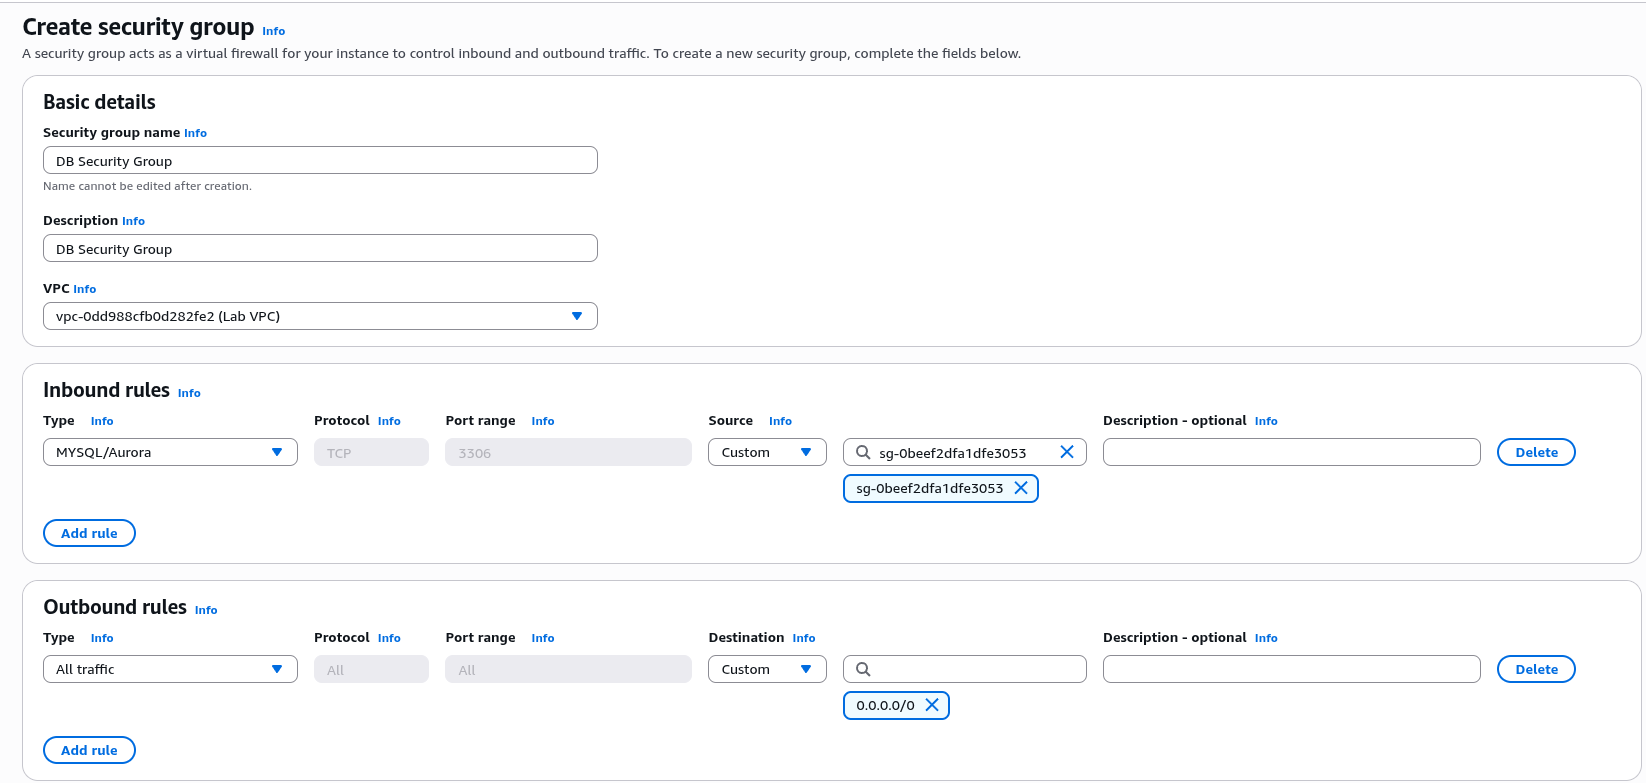 Create security group Info
A security group acts as a virtual firewall for your instance to control inbound and outbound traffic. To create a new security group, complete the fields below.
Basic details
Security group name Info
DB Security Group
Name cannot be edited after creation.
Description Info
DB Security Group
VPC Info
vpc-0dd988cfb0d282fe2 (Lab VPC)
Inbound rules Info
Type Info Protocol Info Port range Info Source Info Description - optional Info
MYSQL/Aurora TCP 3306 Custom sg-0beef2dfa1dfe3053 Delete
sg-0beef2dfa1dfe3053
Add rule
Outbound rules Info
Type Info Protocol Info Port range Info Destination Info Description - optional Info
All traffic All All Custom Delete
0.0.0.0/0
Add rule